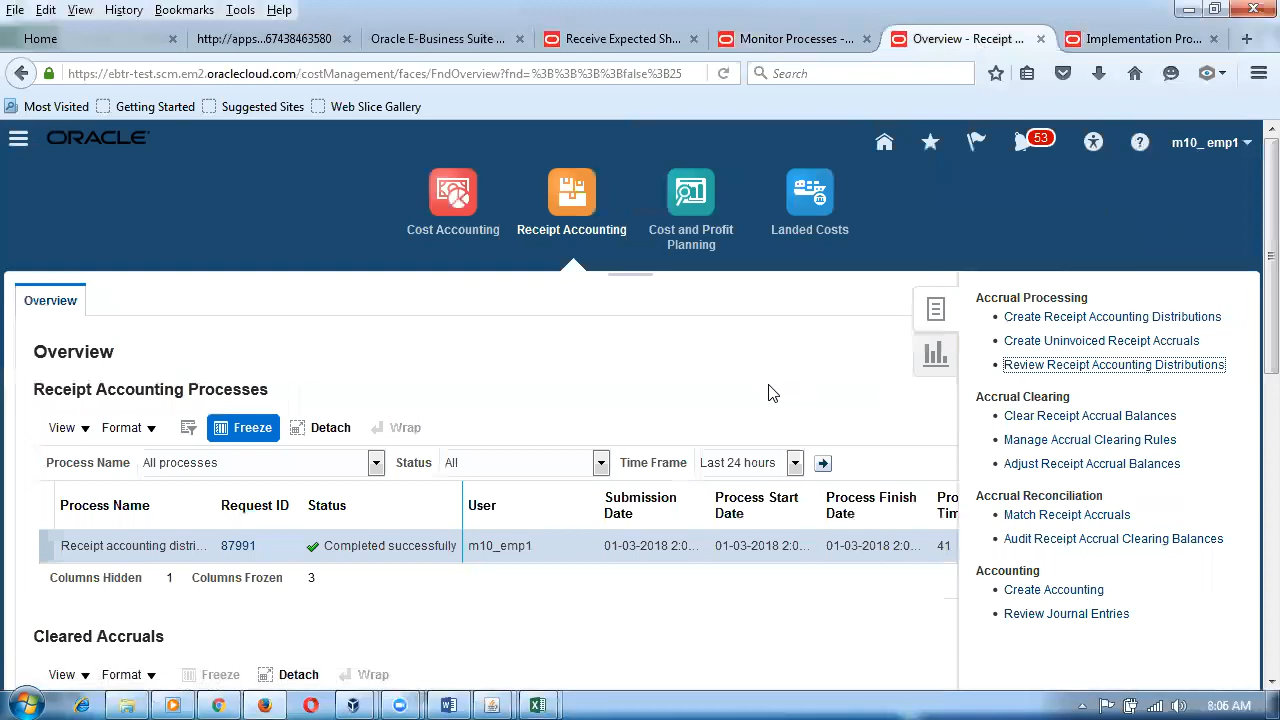 File Edit View History Bookmarks Tools Help
Home
http://apps...67438463580
Oracle E-Business Suite ...
Receive Expected Sh...
Monitor Processes - ...
Overview - Receipt ...
Implementation Pro...
https://ebtr-test.scm.em2.oraclecloud.com/costManagement/faces/FndOverview?fnd=%3B%3B%3B%3Bfalse%3B25
Search
Most Visited Getting Started Suggested Sites Web Slice Gallery
ORACLE
53
m10_ emp1
Cost Accounting
Receipt Accounting
Cost and Profit
Planning
Landed Costs
Overview
Overview
Receipt Accounting Processes
View Format Freeze Detach Wrap
Process Name All processes Status All Time Frame Last 24 hours
Process Name Request ID Status User Submission Date Process Start Date Process Finish Date Pro Tim
Receipt accounting distri... 87991 Completed successfully m10_emp1 01-03-2018 2:0... 01-03-2018 2:0... 01-03-2018 2:0... 41
Columns Hidden 1 Columns Frozen 3
Cleared Accruals
View Format Freeze Detach Wrap
Accrual Processing
Create Receipt Accounting Distributions
Create Uninvoiced Receipt Accruals
Review Receipt Accounting Distributions
Accrual Clearing
Clear Receipt Accrual Balances
Manage Accrual Clearing Rules
Adjust Receipt Accrual Balances
Accrual Reconciliation
Match Receipt Accruals
Audit Receipt Accrual Clearing Balances
Accounting
Create Accounting
Review Journal Entries
8:06 AM